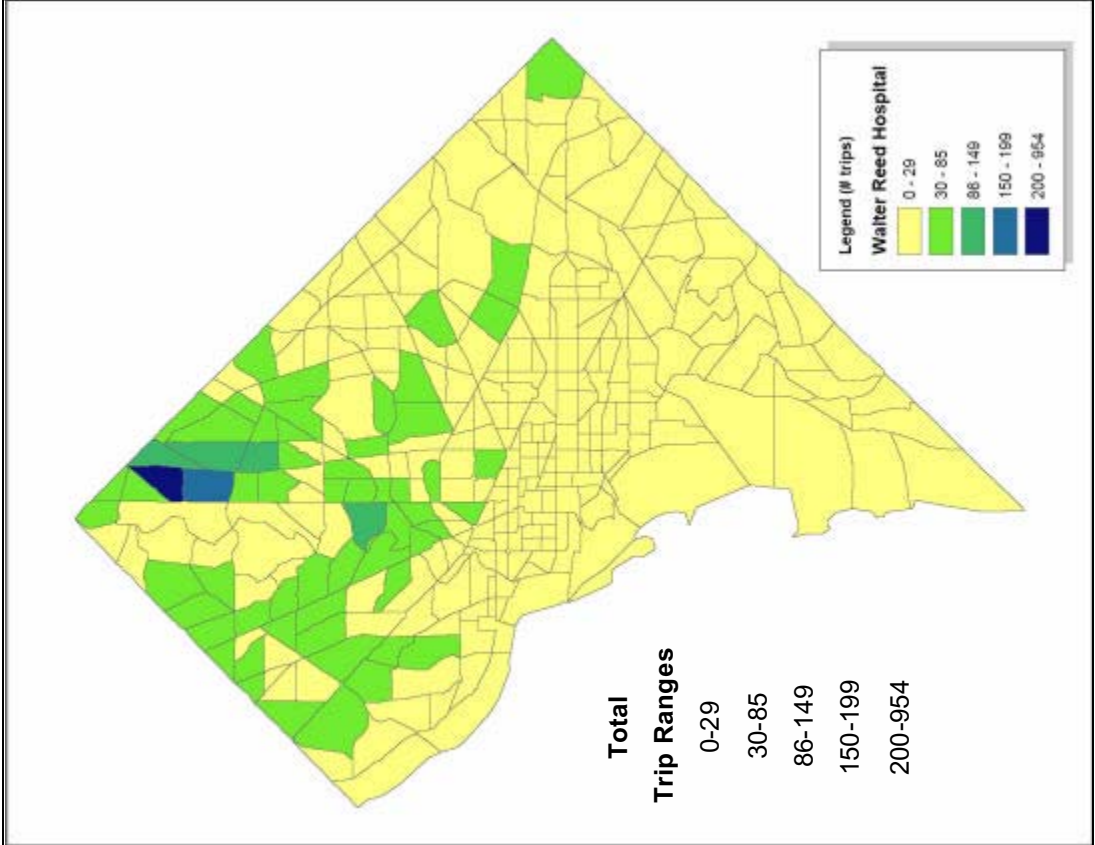 Legend (# trips)
Walter Reed Hospital
0 - 29
30 - 85
86 - 149
150 - 199
200 - 954
Total
Trip Ranges
0-29
30-85
86-149
150-199
200-954